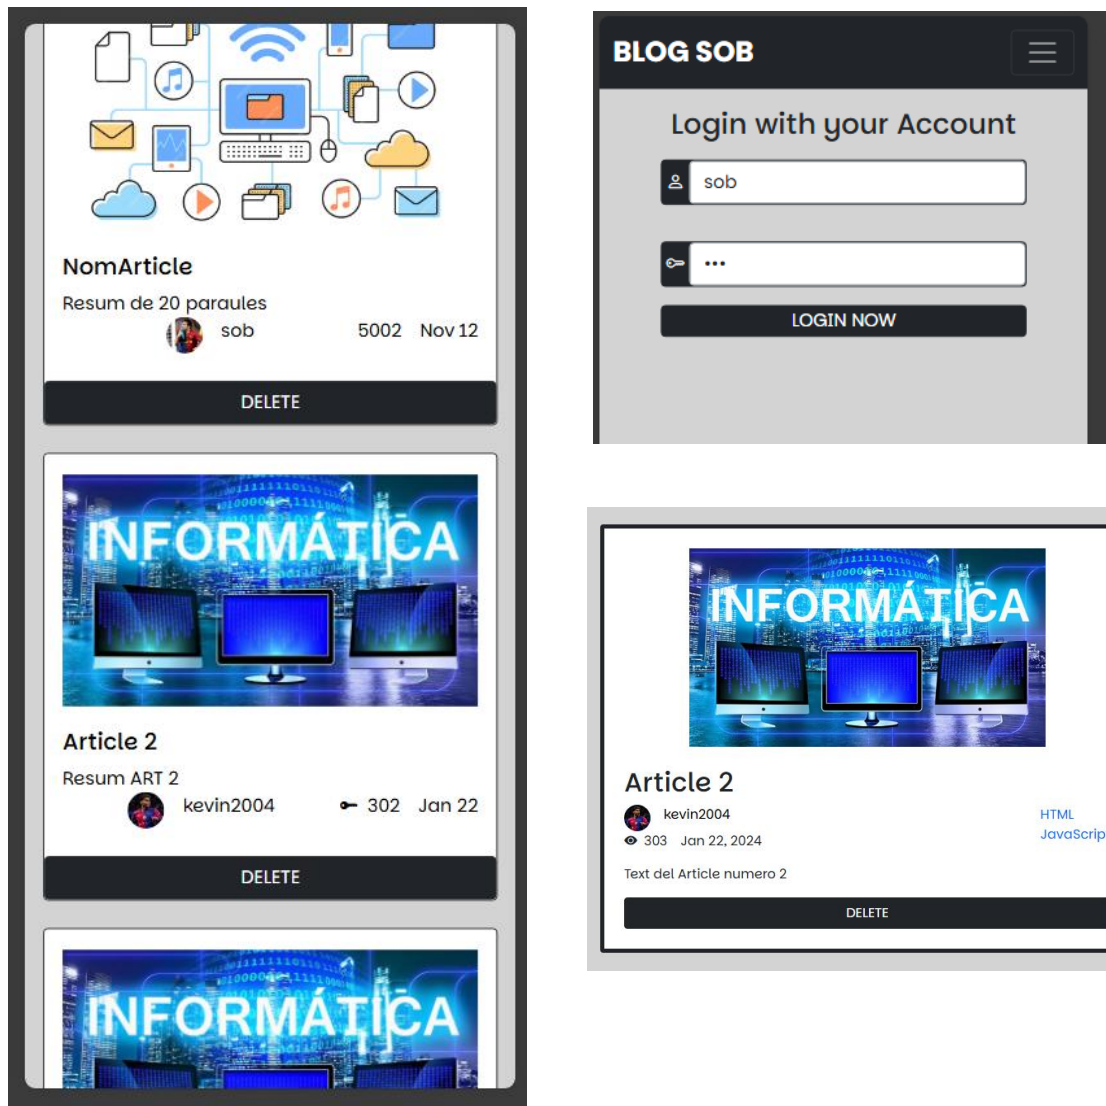 NomArticle
Resum de 20 paraules
sob 5002 Nov 12
DELETE
INFORMÁTICA
Article 2
Resum ART 2
kevin2004 302 Jan 22
DELETE
INFORMÁTICA
BLOG SOB
Login with your Account
sob
•••
LOGIN NOW
INFORMÁTICA
Article 2
kevin2004 HTML
303 Jan 22, 2024 JavaScrip
Text del Article numero 2
DELETE